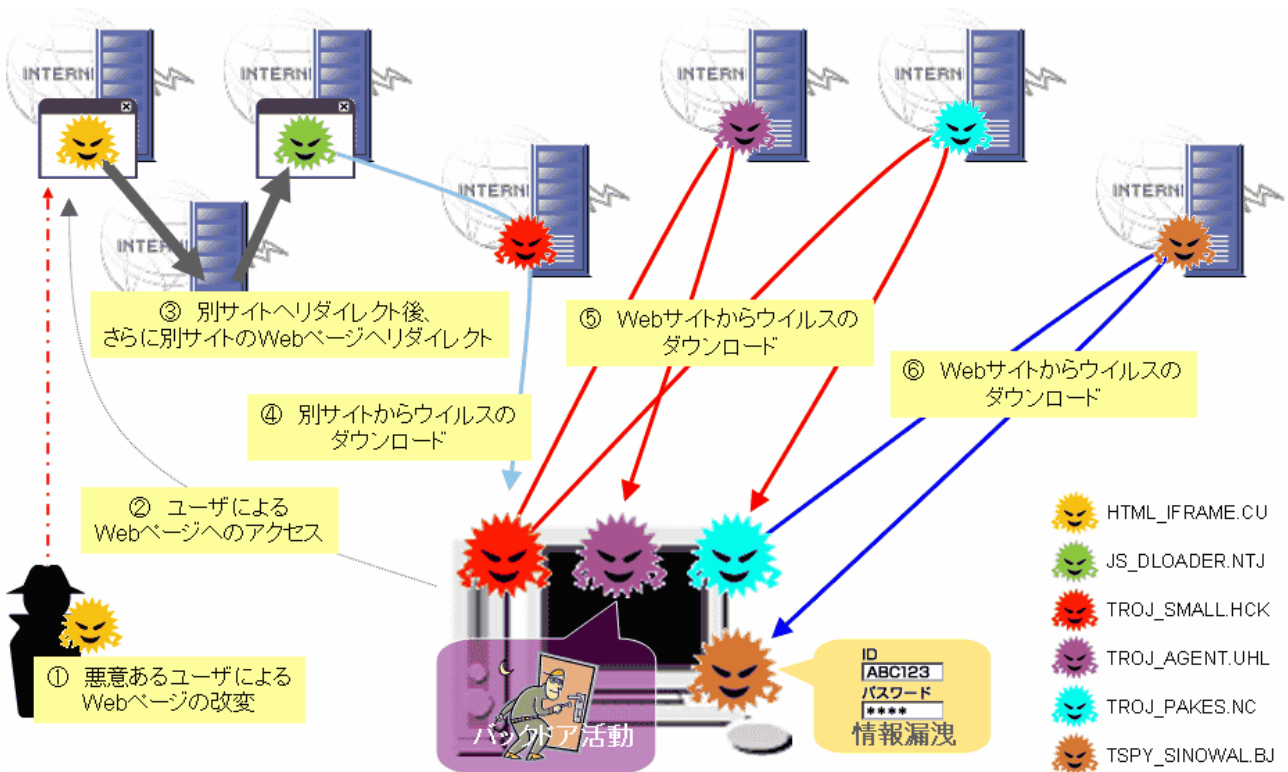 INTERNE
INTERNE
INTERNE
INTERNE
INTERNE
INTERNE
INTERNE
③ 別サイトへリダイレクト後、
さらに別サイトのWebページへリダイレクト
④ 別サイトからウイルスの
ダウンロード
⑤ Webサイトからウイルスの
ダウンロード
⑥ Webサイトからウイルスの
ダウンロード
② ユーザによる
Webページへのアクセス
① 悪意あるユーザによる
Webページの改変
バックドア活動
ID
ABC123
パスワード
****
情報漏洩
HTML_IFRAME.CU
JS_DLOADER.NTJ
TROJ_SMALL.HCK
TROJ_AGENT.UHL
TROJ_PAKES.NC
TSPY_SINOWAL.BJ